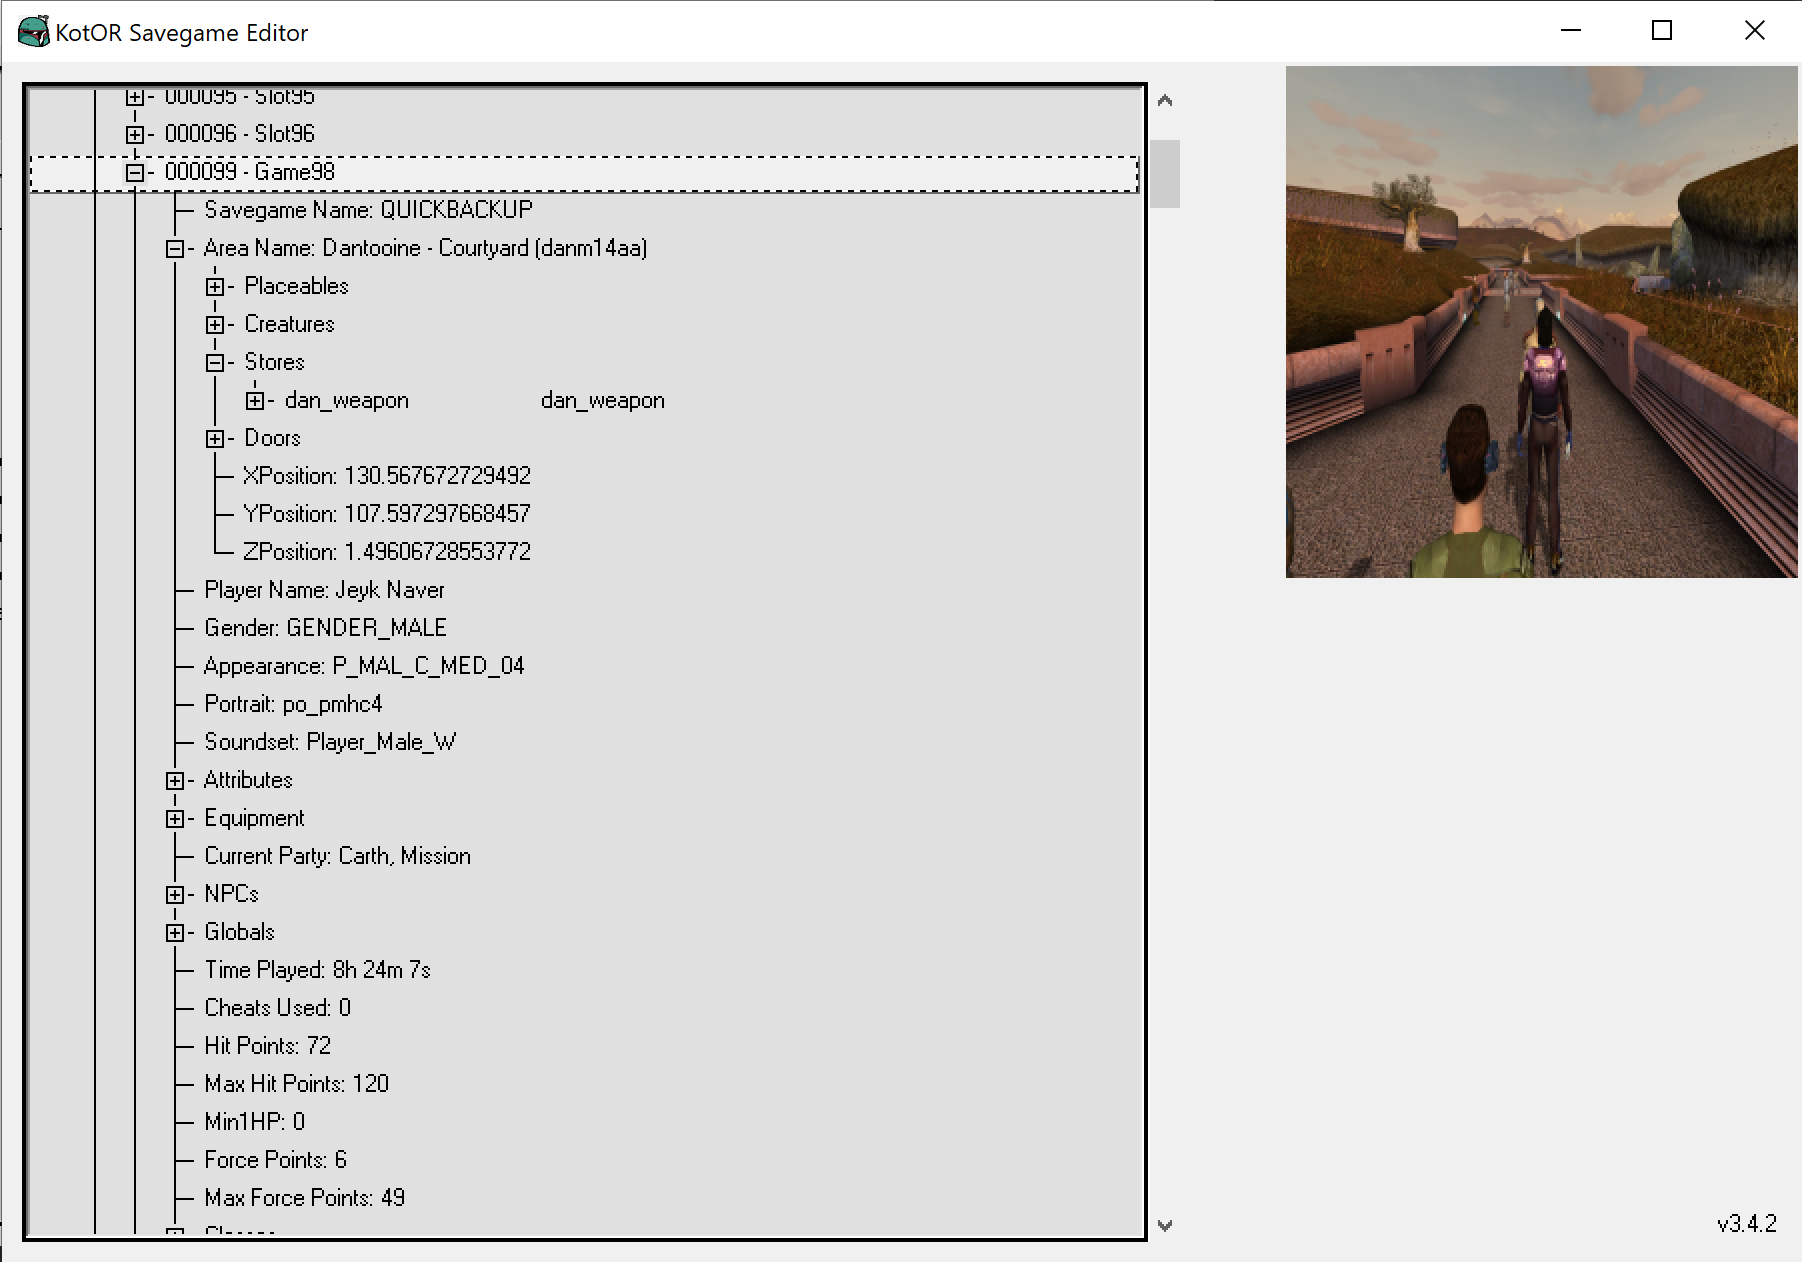 KotOR Savegame Editor
000095 - Slot95
000096 - Slot96
000099 - Game98
Savegame Name: QUICKBACKUP
Area Name: Dantooine - Courtyard (danm14aa)
Placeables
Creatures
Stores
dan_weapon dan_weapon
Doors
XPosition: 130.567672729492
YPosition: 107.597297668457
ZPosition: 1.49606728553772
Player Name: Jeyk Naver
Gender: GENDER_MALE
Appearance: P_MAL_C_MED_04
Portrait: po_pmhc4
Soundset: Player_Male_W
Attributes
Equipment
Current Party: Carth, Mission
NPCs
Globals
Time Played: 8h 24m 7s
Cheats Used: 0
Hit Points: 72
Max Hit Points: 120
Min1HP: 0
Force Points: 6
Max Force Points: 49
Classes
v3.4.2